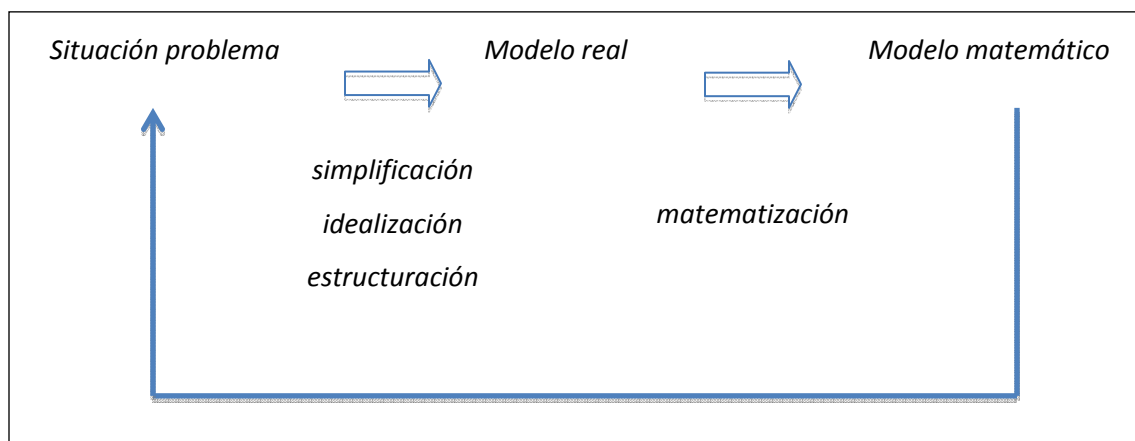 Situación problema
Modelo real
Modelo matemático
simplificación
idealización
matematización
estructuración